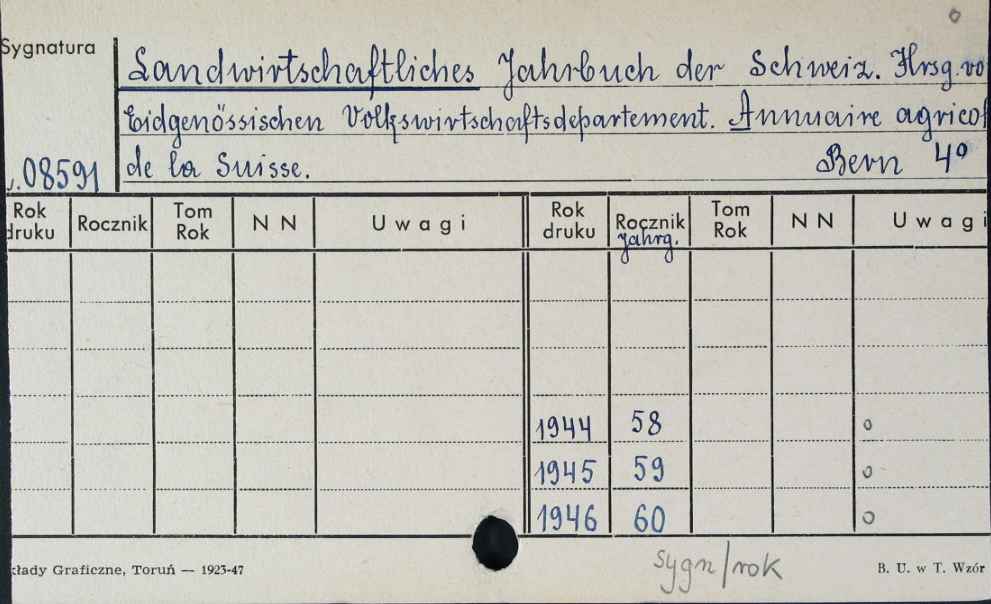 o
Sygnatura
Landwirtschaftliches Jahrbuch der Schweiz. Hrsg. vo
Eidgenössischen Volkswirtschaftsdepartement. Annuaire agricol
de la Suisse. Bern 4º
08591
Rok druku Rocznik Tom Rok N N Uwagi Rok druku Rocznik Jahrg. Tom Rok N N Uwagi
1944 58 o
1945 59 o
1946 60 o
kłady Graficzne, Toruń — 1923-47 sygn/rok B. U. w T. Wzór